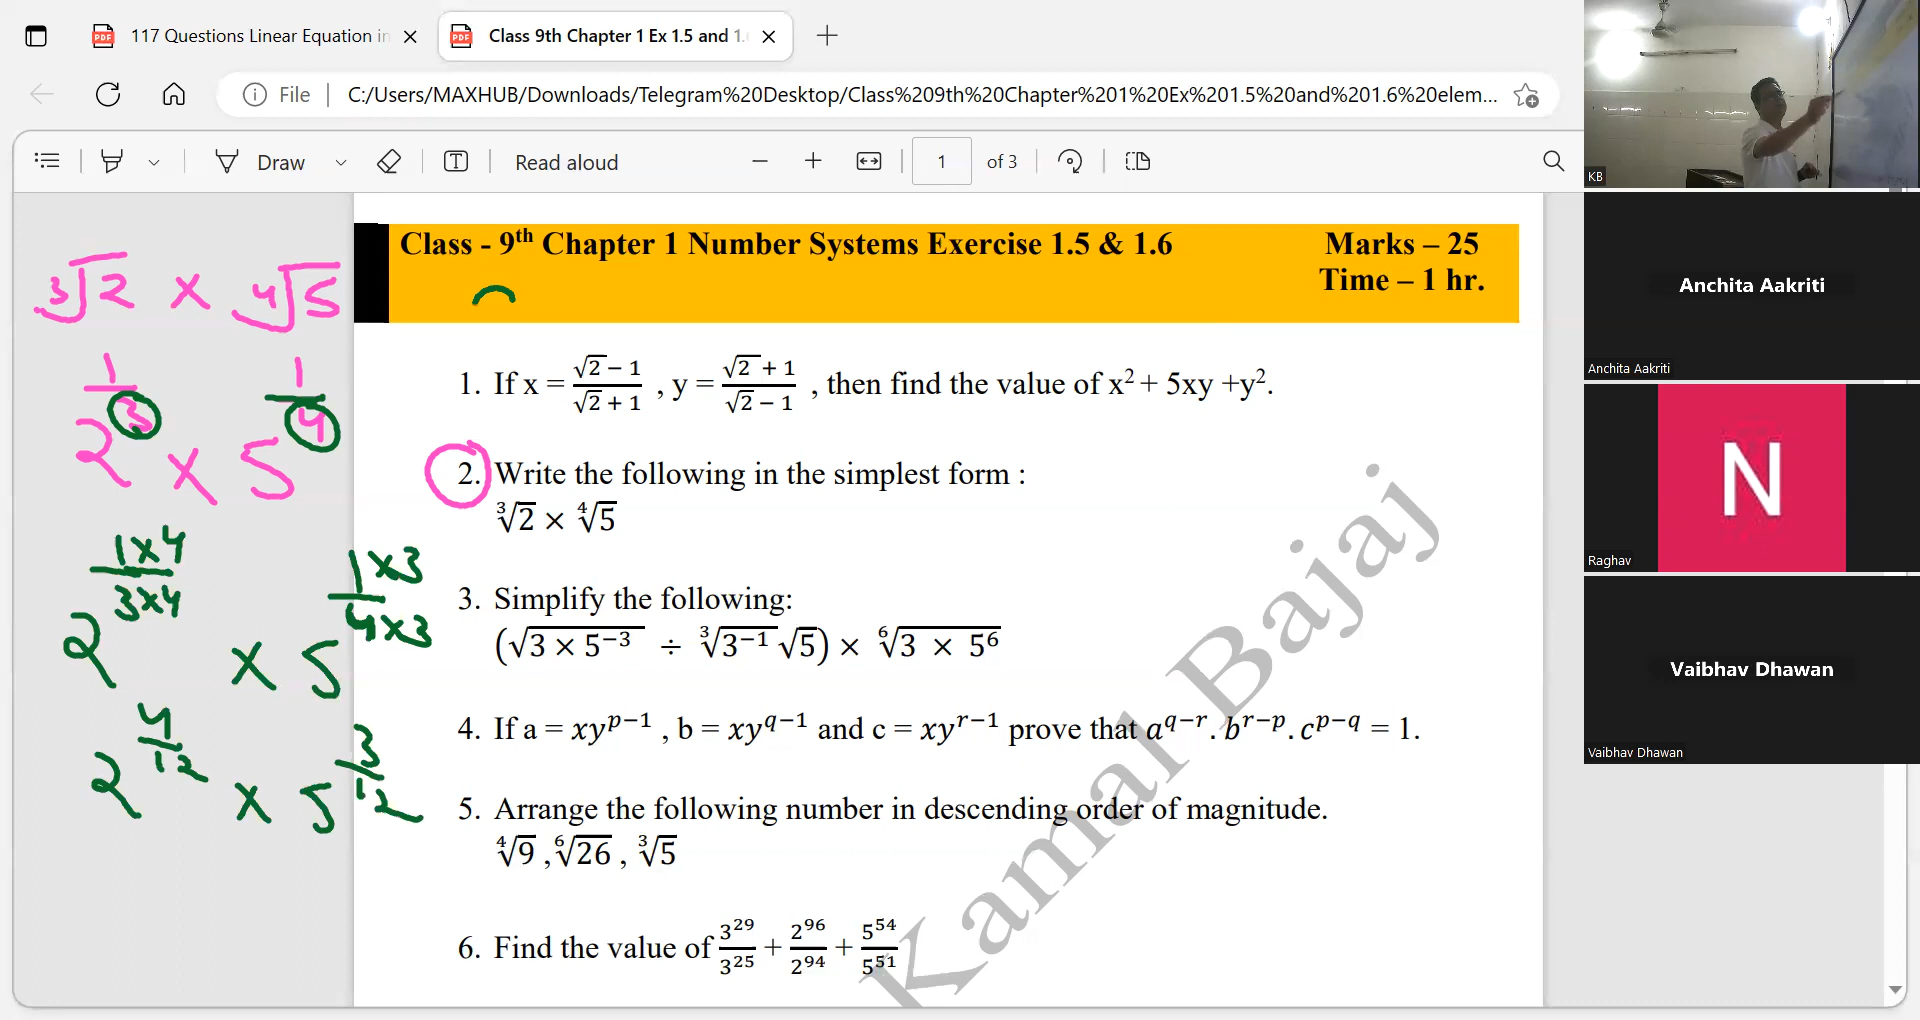 117 Questions Linear Equation in
Class 9th Chapter 1 Ex 1.5 and 1.
File C:/Users/MAXHUB/Downloads/Telegram%20Desktop/Class%209th%20Chapter%201%20Ex%201.5%20and%201.6%20elem...
Draw Read aloud 1 of 3
Class - 9th Chapter 1 Number Systems Exercise 1.5 & 1.6 Marks – 25
Time – 1 hr.
1. If x = (√2 − 1)/(√2 + 1) , y = (√2 + 1)/(√2 − 1) , then find the value of x² + 5xy +y².
2. Write the following in the simplest form :
∛2 × ∜5
3. Simplify the following:
(√(3 × 5⁻³) ÷ ∛(3⁻¹) √5) × ⁶√(3 × 5⁶)
4. If a = xy^(p−1) , b = xy^(q−1) and c = xy^(r−1) prove that a^(q−r). b^(r−p). c^(p−q) = 1.
5. Arrange the following number in descending order of magnitude.
∜9 , ⁶√26 , ∛5
6. Find the value of 3²⁹/3²⁵ + 2⁹⁶/2⁹⁴ + 5⁵⁴/5⁵¹
Kamal Bajaj
∛2 × ∜5
2^(1/3) × 5^(1/4)
2^((1×4)/(3×4)) × 5^((1×3)/(4×3))
2^(4/12) × 5^(3/12)
KB
Anchita Aakriti
Anchita Aakriti
N
Raghav
Vaibhav Dhawan
Vaibhav Dhawan